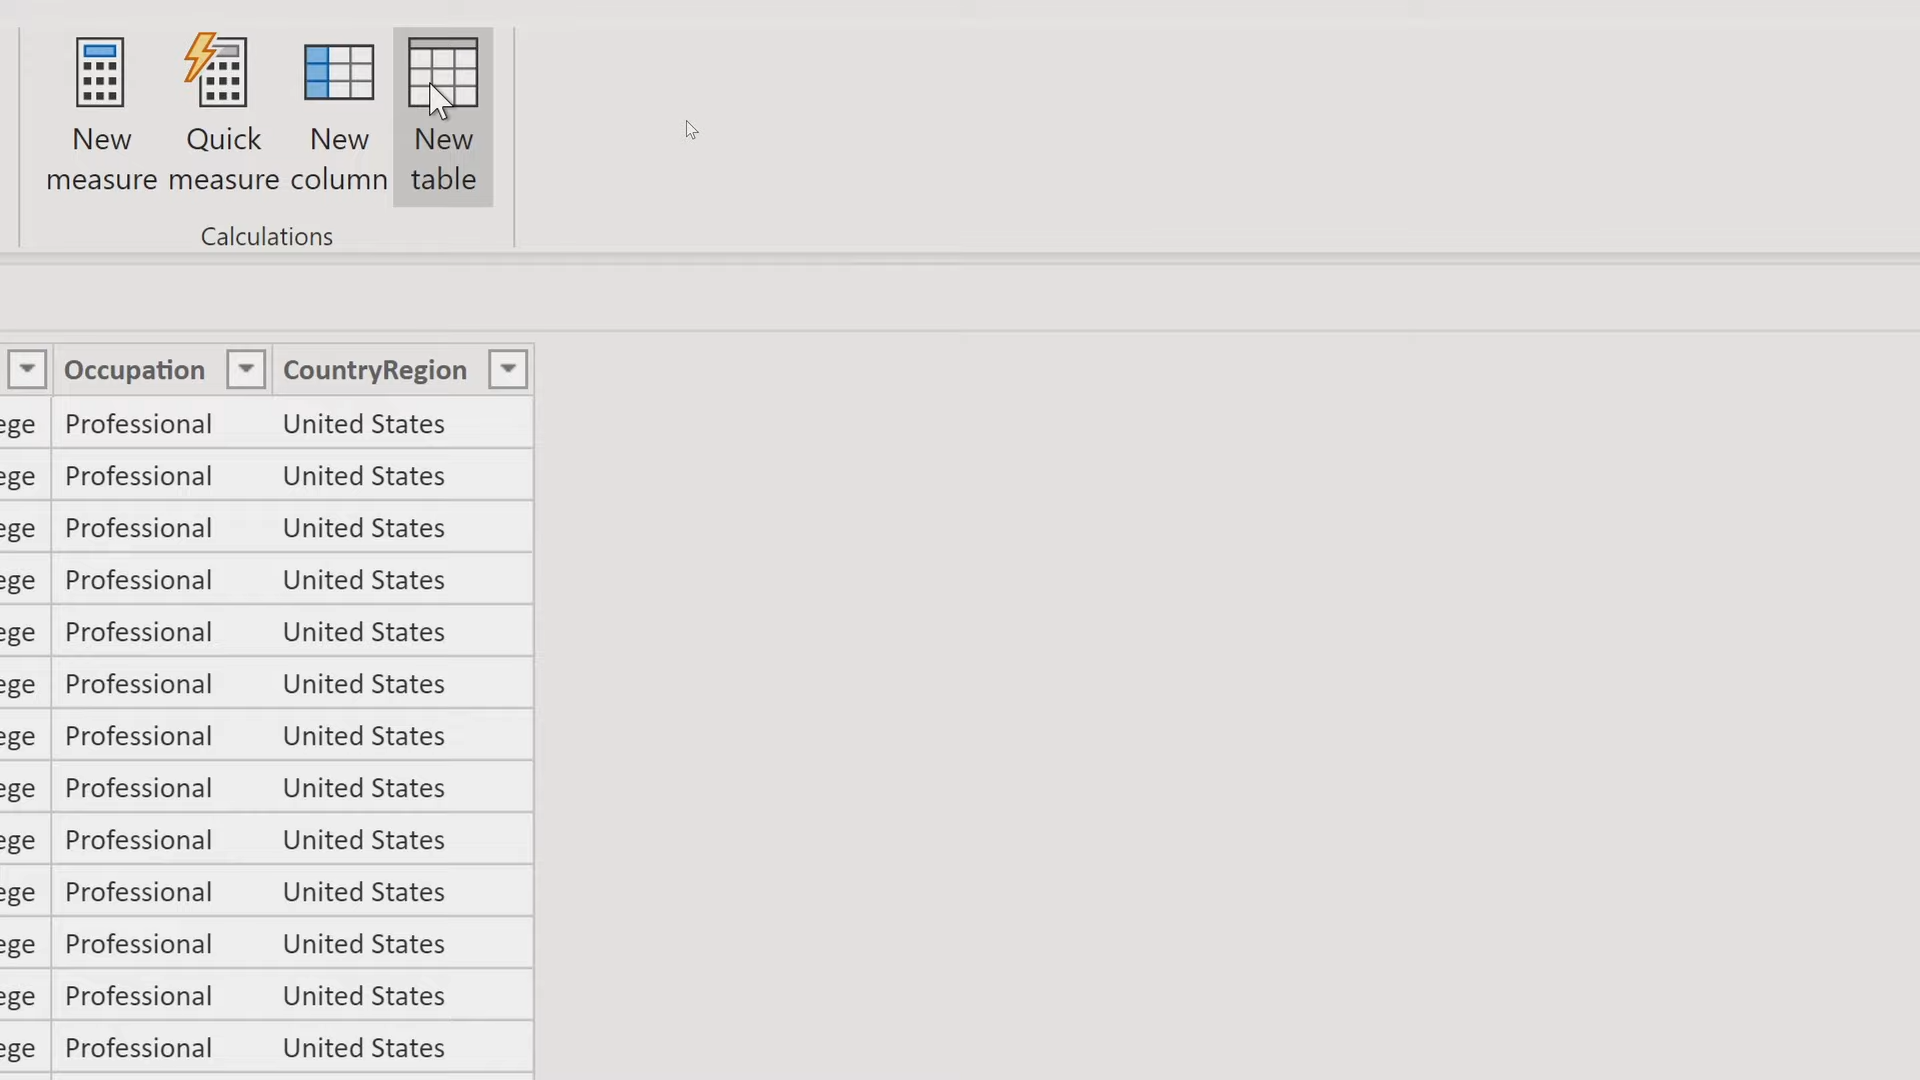 New measure
Quick measure
New column
New table
Calculations
Occupation CountryRegion
ege Professional United States
ege Professional United States
ege Professional United States
ege Professional United States
ege Professional United States
ege Professional United States
ege Professional United States
ege Professional United States
ege Professional United States
ege Professional United States
ege Professional United States
ege Professional United States
ege Professional United States